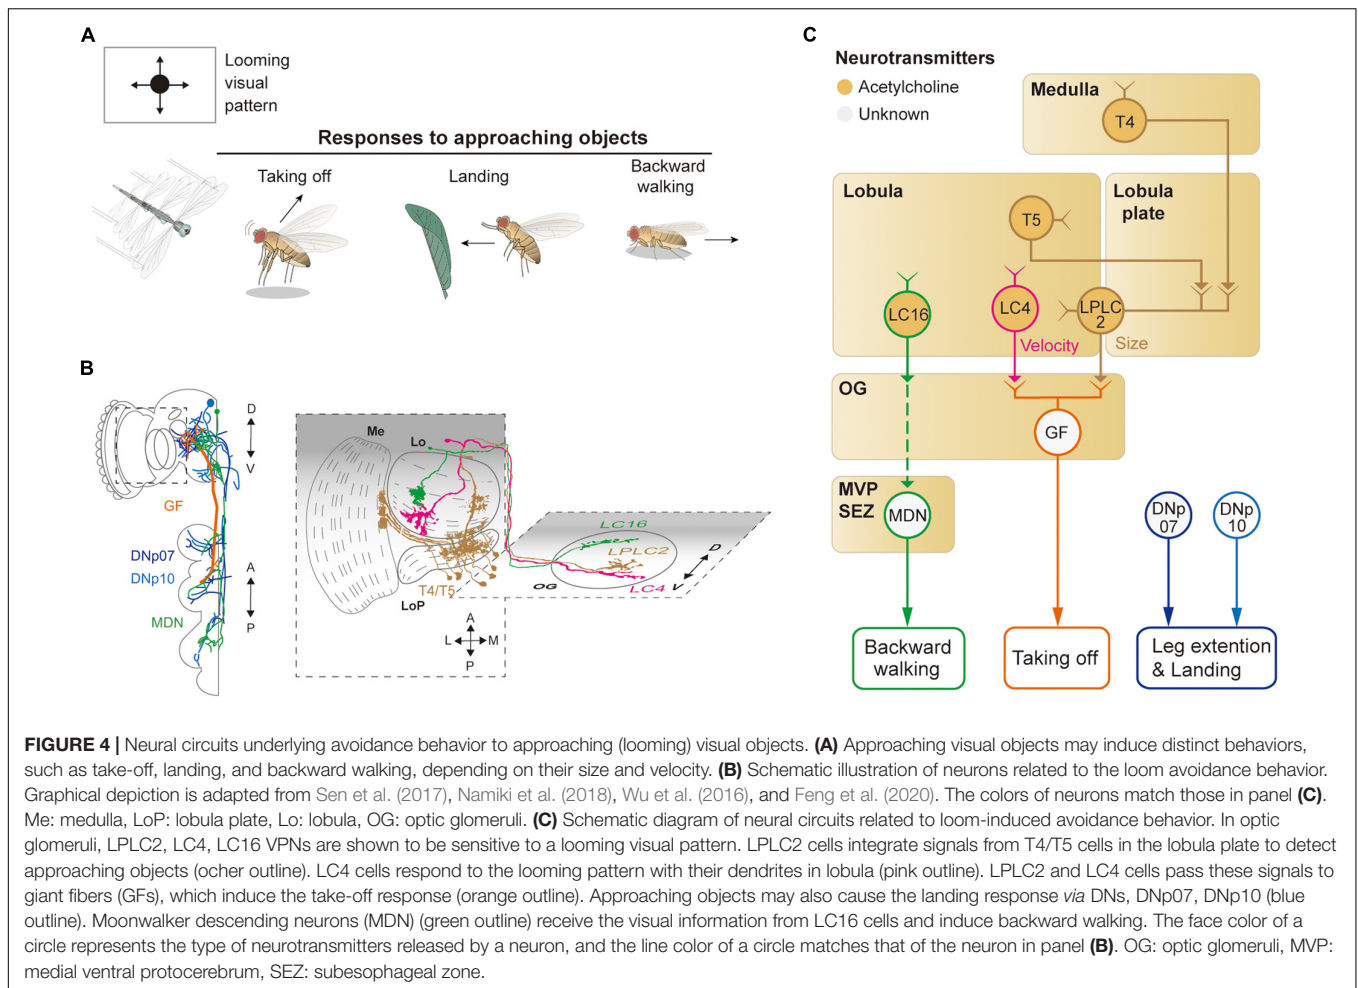 A
Looming
visual
pattern
Responses to approaching objects
Taking off
Landing
Backward
walking
B
D
V
GF
DNp07
DNp10
A
MDN
P
Me
Lo
T4/T5
LoP
A
L
M
P
LC16
LPLC2
LC4
OG
D
V
C
Neurotransmitters
Acetylcholine
Unknown
Medulla
T4
Lobula
Lobula
plate
T5
LC16
LC4
LPLC
2
Velocity
Size
OG
GF
MVP
SEZ
MDN
DNp
07
DNp
10
Backward
walking
Taking off
Leg extention
& Landing
FIGURE 4 | Neural circuits underlying avoidance behavior to approaching (looming) visual objects. (A) Approaching visual objects may induce distinct behaviors,
such as take-off, landing, and backward walking, depending on their size and velocity. (B) Schematic illustration of neurons related to the loom avoidance behavior.
Graphical depiction is adapted from Sen et al. (2017), Namiki et al. (2018), Wu et al. (2016), and Feng et al. (2020). The colors of neurons match those in panel (C).
Me: medulla, LoP: lobula plate, Lo: lobula, OG: optic glomeruli. (C) Schematic diagram of neural circuits related to loom-induced avoidance behavior. In optic
glomeruli, LPLC2, LC4, LC16 VPNs are shown to be sensitive to a looming visual pattern. LPLC2 cells integrate signals from T4/T5 cells in the lobula plate to detect
approaching objects (ocher outline). LC4 cells respond to the looming pattern with their dendrites in lobula (pink outline). LPLC2 and LC4 cells pass these signals to
giant fibers (GFs), which induce the take-off response (orange outline). Approaching objects may also cause the landing response via DNs, DNp07, DNp10 (blue
outline). Moonwalker descending neurons (MDN) (green outline) receive the visual information from LC16 cells and induce backward walking. The face color of a
circle represents the type of neurotransmitters released by a neuron, and the line color of a circle matches that of the neuron in panel (B). OG: optic glomeruli, MVP:
medial ventral protocerebrum, SEZ: subesophageal zone.